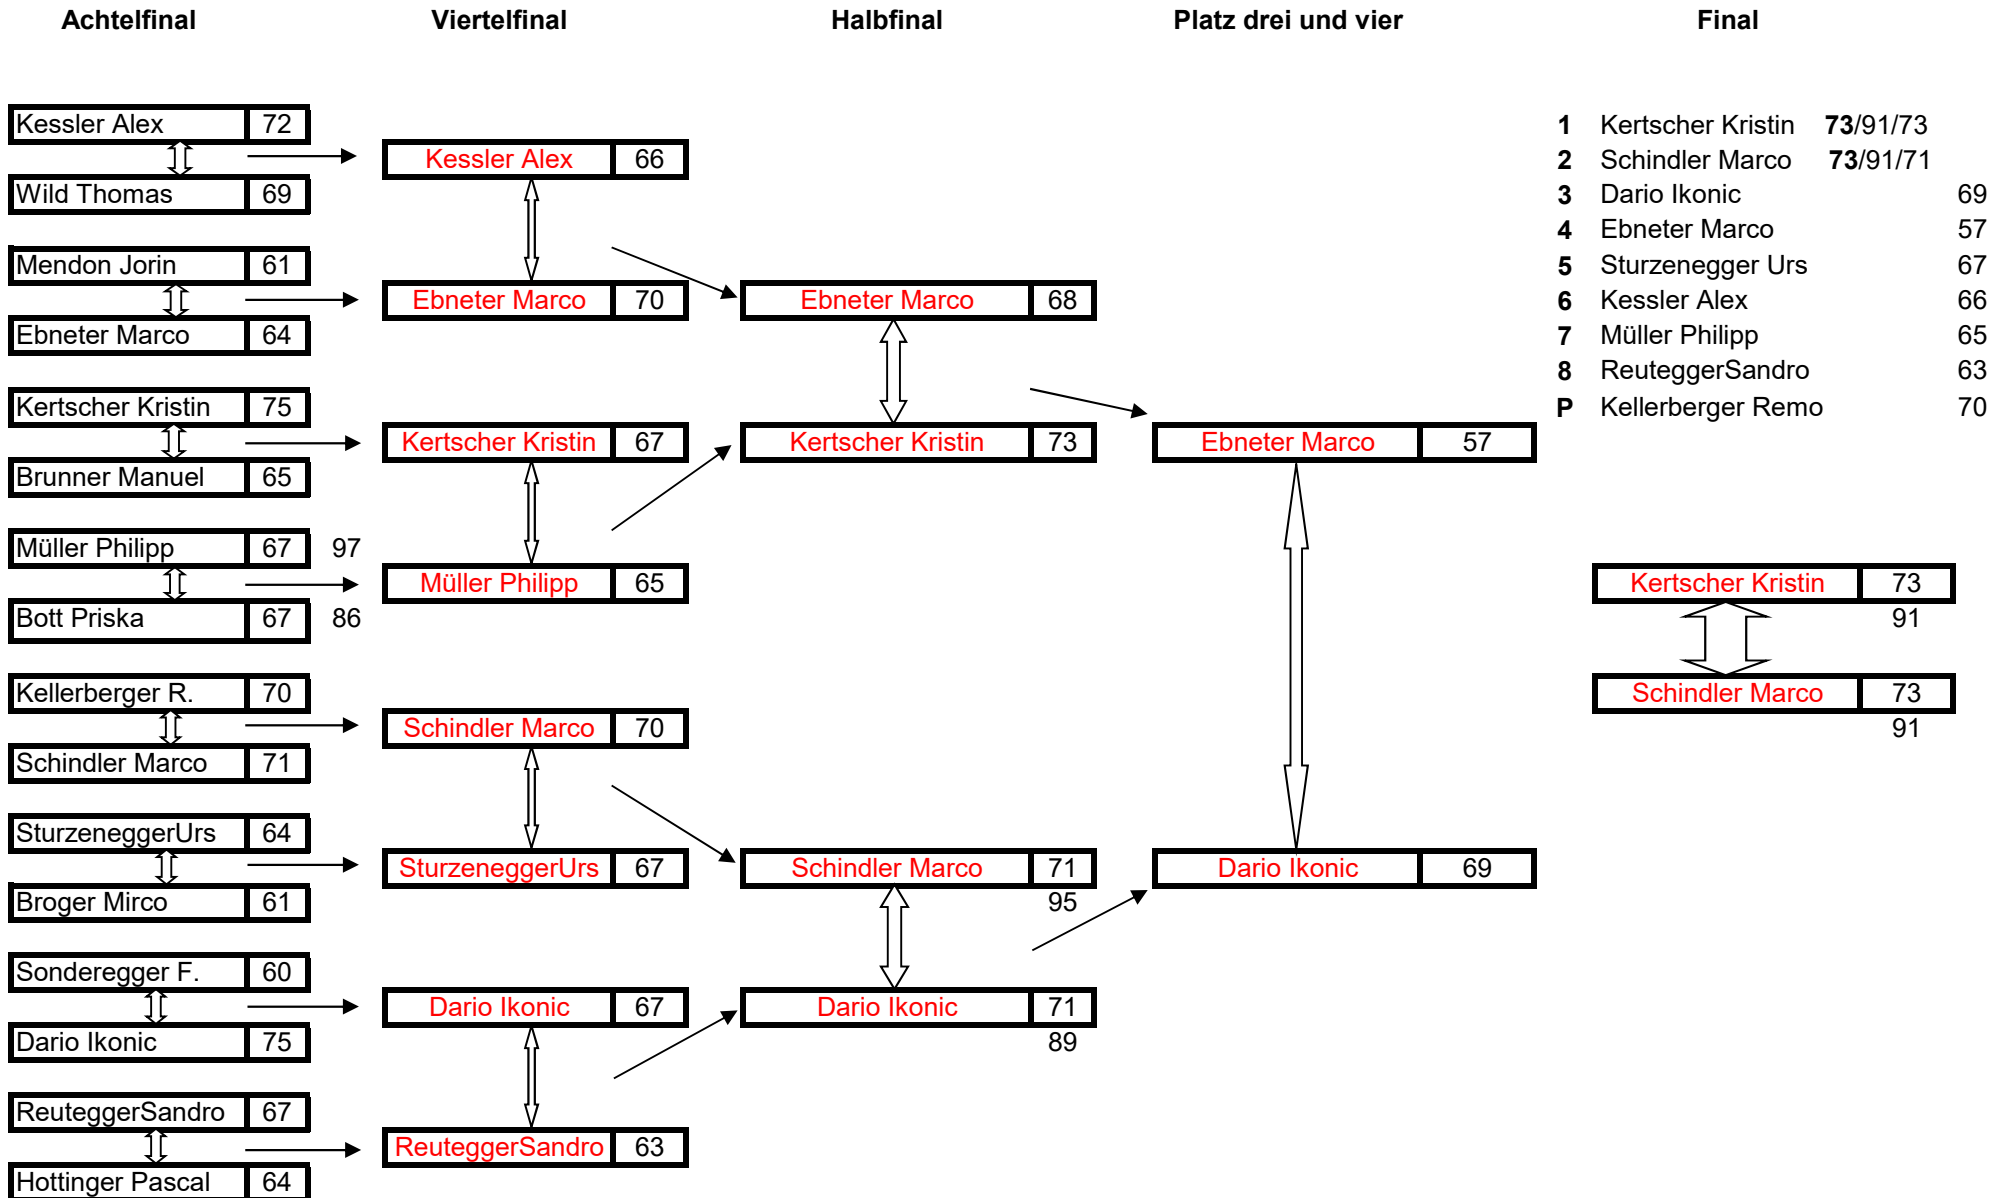 Achtelfinal Viertelfinal Halbfinal Platz drei und vier Final
Kessler Alex 72
Wild Thomas 69
Mendon Jorin 61
Ebneter Marco 64
Kertscher Kristin 75
Brunner Manuel 65
Müller Philipp 67 97
Bott Priska 67 86
Kellerberger R. 70
Schindler Marco 71
SturzeneggerUrs 64
Broger Mirco 61
Sonderegger F. 60
Dario Ikonic 75
ReuteggerSandro 67
Hottinger Pascal 64
Kessler Alex 66
Ebneter Marco 70
Kertscher Kristin 67
Müller Philipp 65
Schindler Marco 70
SturzeneggerUrs 67
Dario Ikonic 67
ReuteggerSandro 63
Ebneter Marco 68
Kertscher Kristin 73
Schindler Marco 71
95
Dario Ikonic 71
89
Ebneter Marco 57
Dario Ikonic 69
1 Kertscher Kristin 73/91/73
2 Schindler Marco 73/91/71
3 Dario Ikonic 69
4 Ebneter Marco 57
5 Sturzenegger Urs 67
6 Kessler Alex 66
7 Müller Philipp 65
8 ReuteggerSandro 63
P Kellerberger Remo 70
Kertscher Kristin 73
91
Schindler Marco 73
91